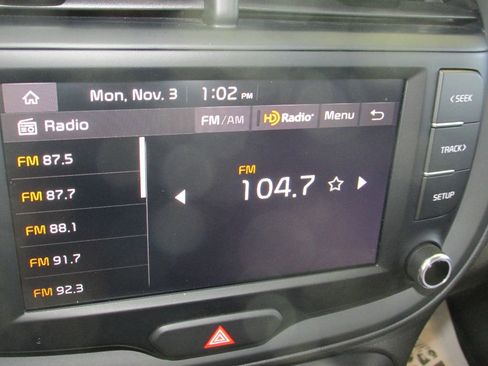 Mon, Nov. 3 1:02 PM
Radio FM/AM HD Radio Menu
< SEEK
TRACK >
SETUP
FM 87.5
FM 87.7
FM 88.1
FM 91.7
FM 92.3
FM
104.7